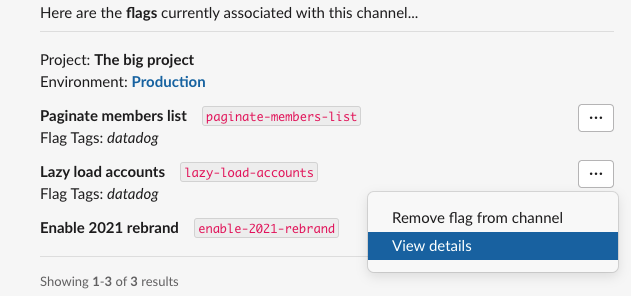 Here are the flags currently associated with this channel...
Project: The big project
Environment: Production
Paginate members list paginate-members-list
Flag Tags: datadog
Lazy load accounts lazy-load-accounts
Flag Tags: datadog
Remove flag from channel
Enable 2021 rebrand enable-2021-rebrand
View details
Showing 1-3 of 3 results